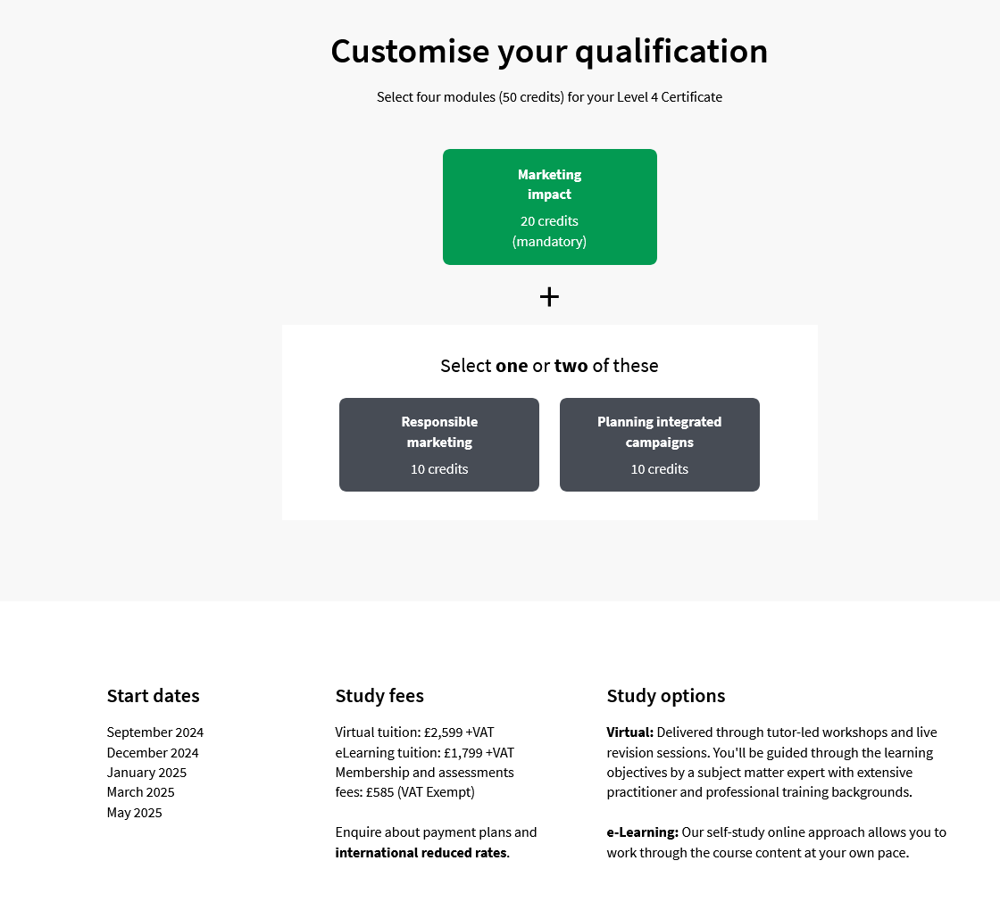 Customise your qualification
Select four modules (50 credits) for your Level 4 Certificate
Marketing
impact
20 credits
(mandatory)
+
Select one or two of these
Responsible
marketing
10 credits
Planning integrated
campaigns
10 credits
Start dates
September 2024
December 2024
January 2025
March 2025
May 2025
Study fees
Virtual tuition: £2,599 +VAT
eLearning tuition: £1,799 +VAT
Membership and assessments
fees: £585 (VAT Exempt)
Enquire about payment plans and
international reduced rates.
Study options
Virtual: Delivered through tutor-led workshops and live
revision sessions. You'll be guided through the learning
objectives by a subject matter expert with extensive
practitioner and professional training backgrounds.
e-Learning: Our self-study online approach allows you to
work through the course content at your own pace.